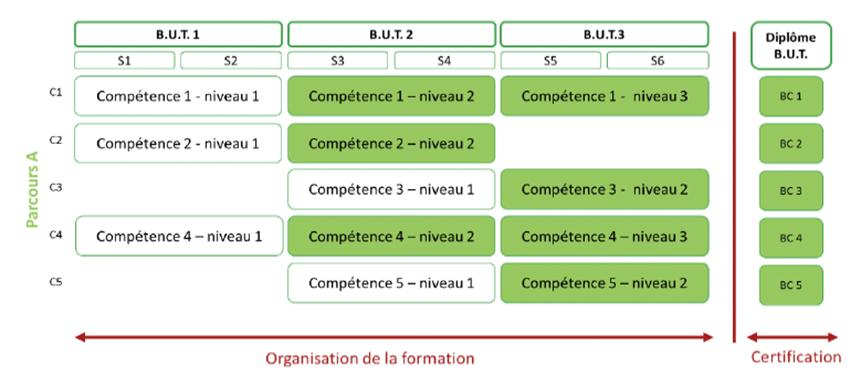 B.U.T. 1 B.U.T. 2 B.U.T.3 Diplôme
B.U.T.
S1 S2 S3 S4 S5 S6
C1 Compétence 1 - niveau 1 Compétence 1 – niveau 2 Compétence 1 - niveau 3 BC 1
C2 Compétence 2 - niveau 1 Compétence 2 – niveau 2 BC 2
C3 Compétence 3 – niveau 1 Compétence 3 - niveau 2 BC 3
Parcours A
C4 Compétence 4 – niveau 1 Compétence 4 – niveau 2 Compétence 4 – niveau 3 BC 4
C5 Compétence 5 – niveau 1 Compétence 5 – niveau 2 BC 5
Organisation de la formation Certification